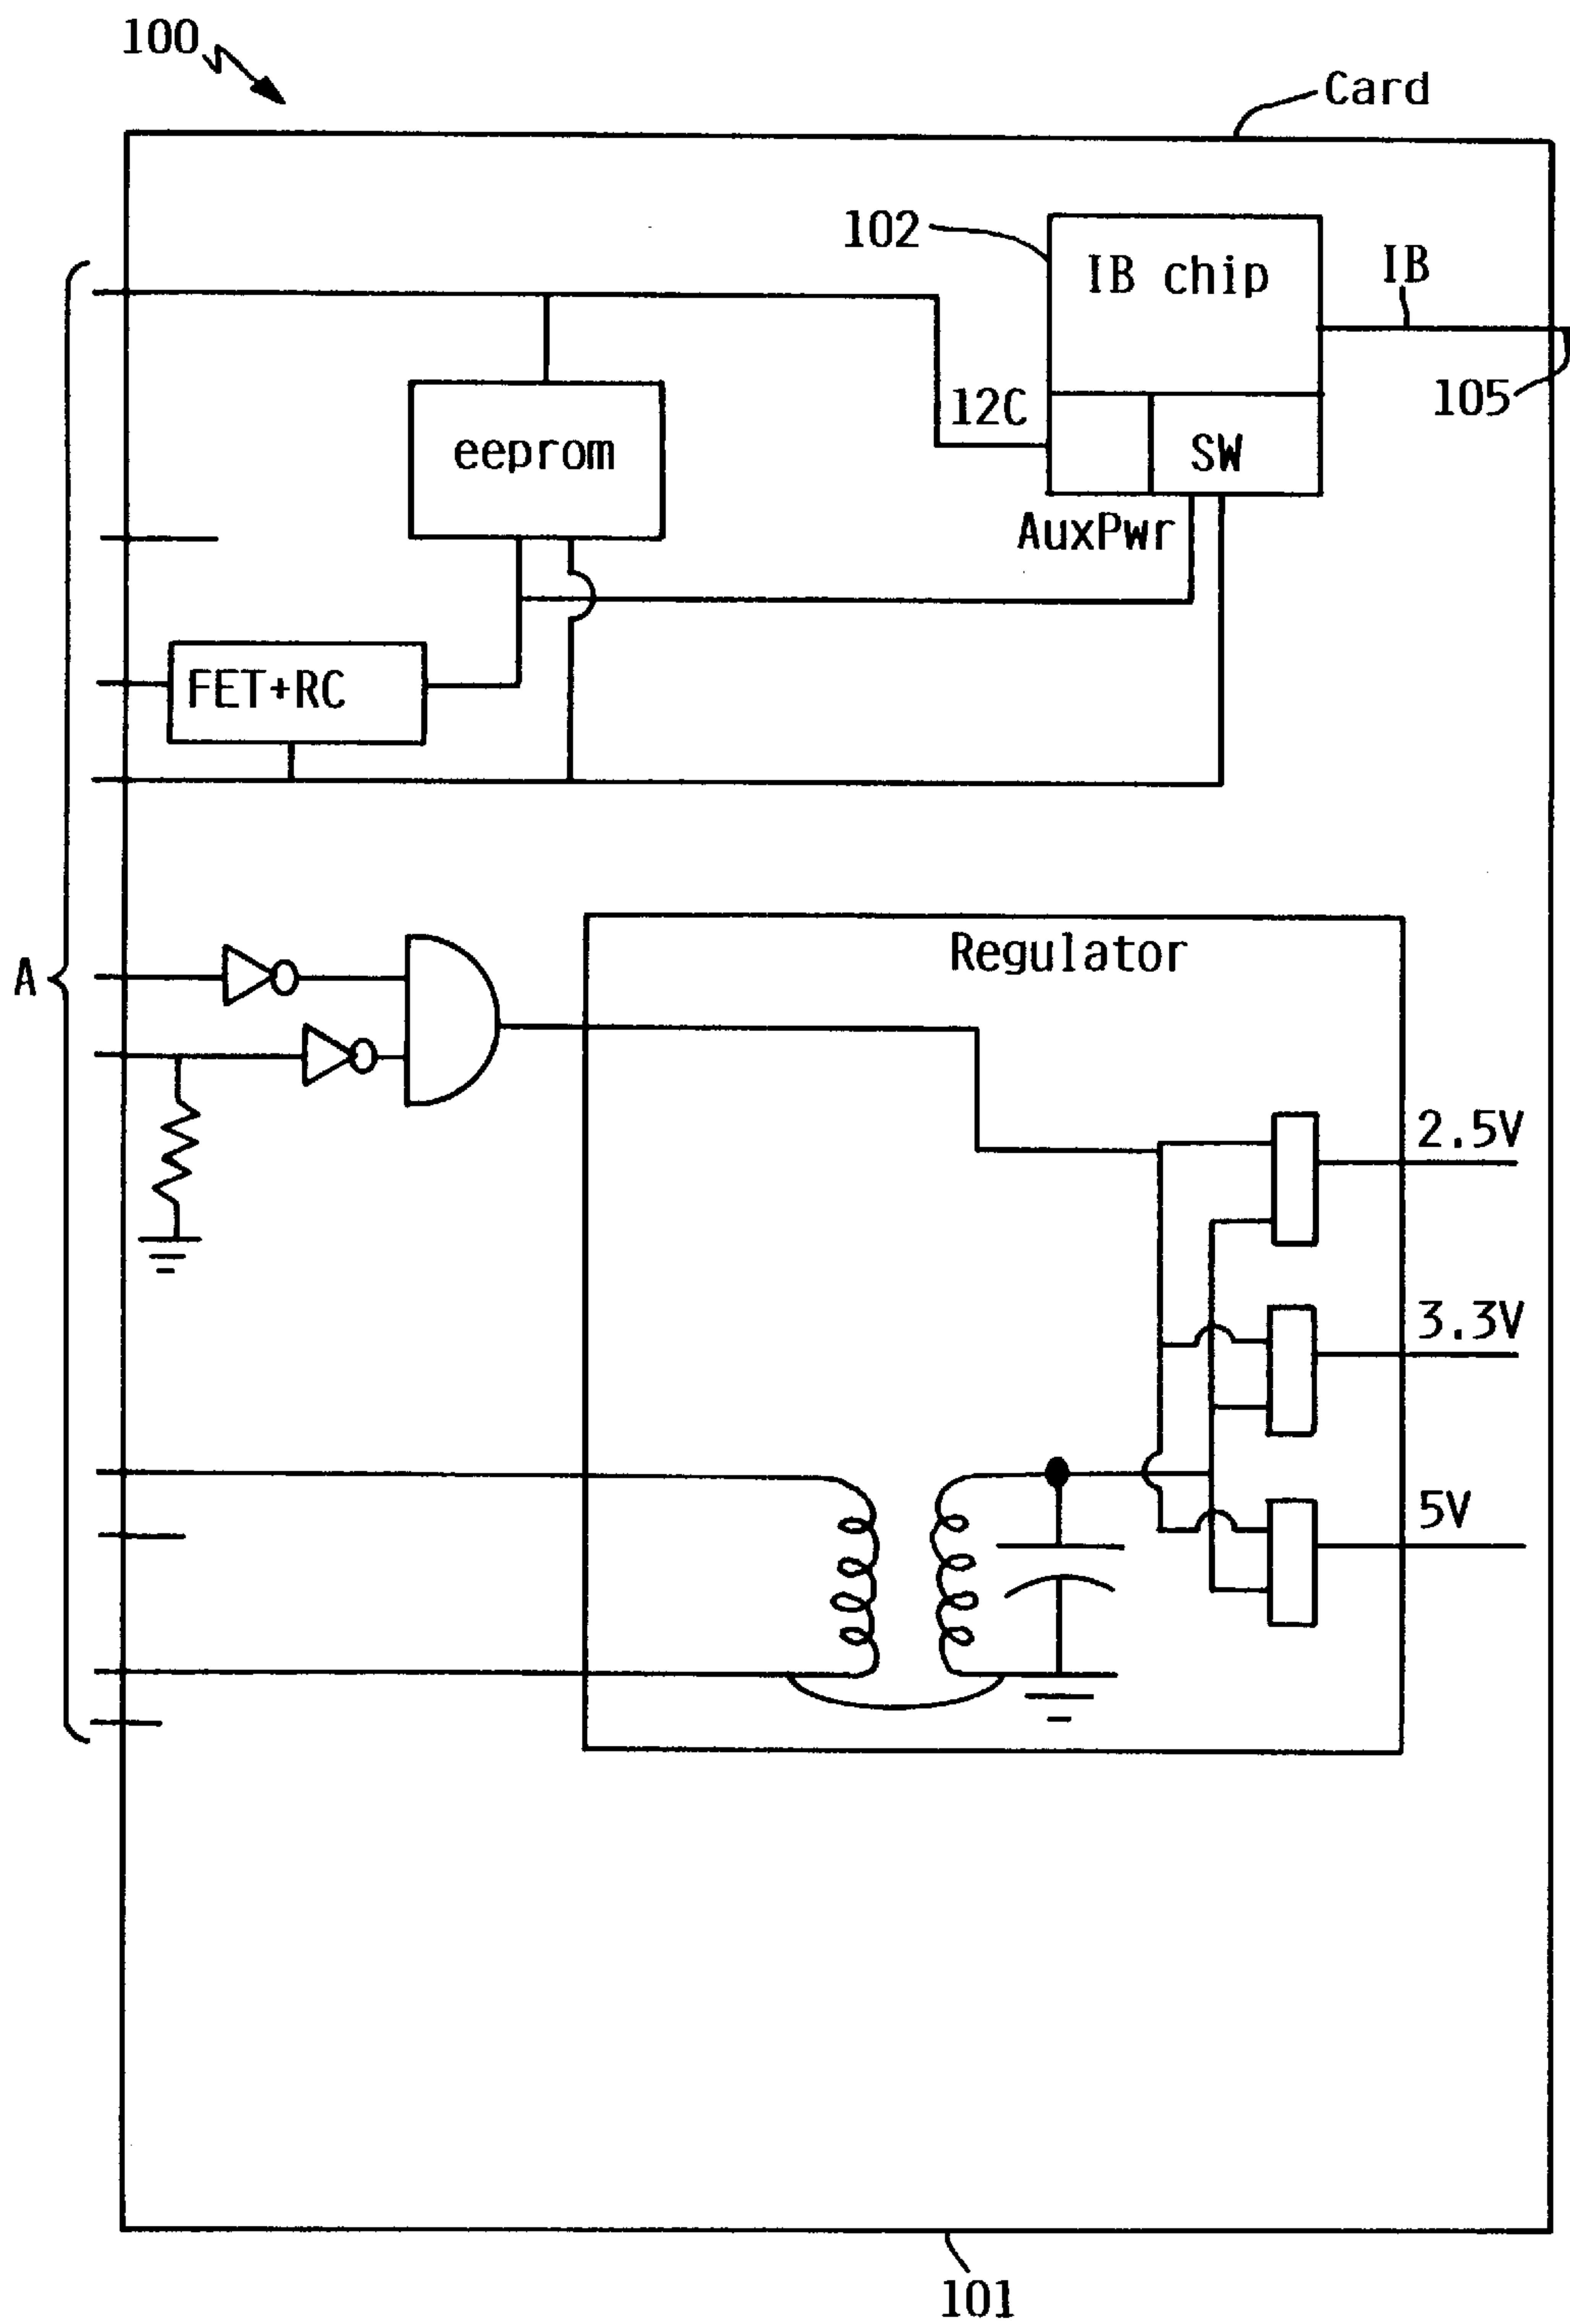 100
Card
102
IB chip
IB
105
12C
SW
eeprom
AuxPwr
FET+RC
A
Regulator
2.5V
3.3V
5V
101